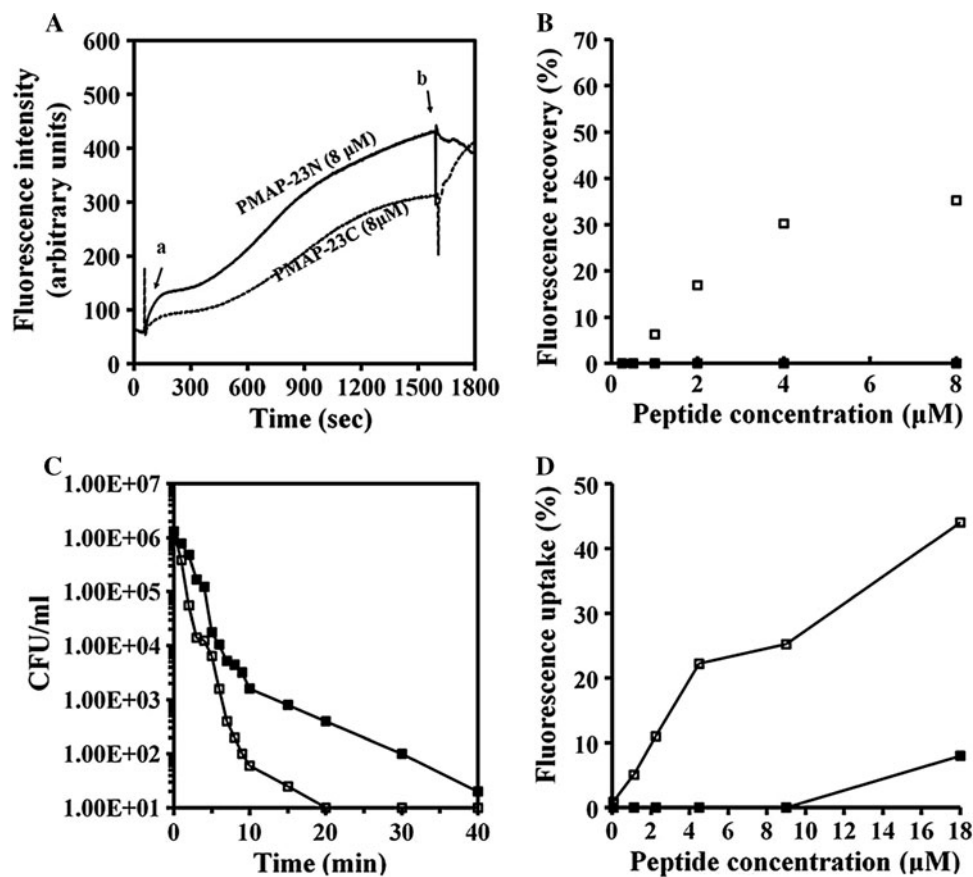 A
Fluorescence intensity
(arbitrary units)
600
500
400
300
200
100
0
a
b
PMAP-23N (8 µM)
PMAP-23C (8µM)
0 300 600 900 1200 1500 1800
Time (sec)
B
Fluorescence recovery (%)
70
60
50
40
30
20
10
0
0 2 4 6 8
Peptide concentration (µM)
C
CFU/ml
1.00E+07
1.00E+06
1.00E+05
1.00E+04
1.00E+03
1.00E+02
1.00E+01
0 10 20 30 40
Time (min)
D
Fluorescence uptake (%)
50
40
30
20
10
0
0 2 4 6 8 10 12 14 16 18
Peptide concentration (µM)